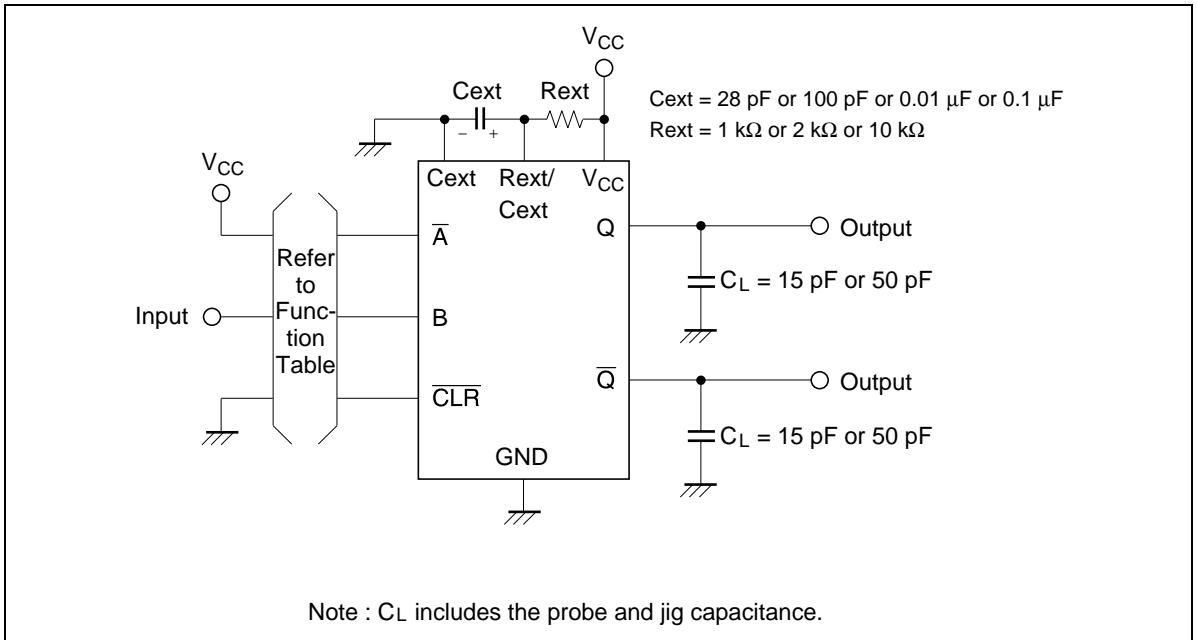 VCC
Cext
Rext
Cext = 28 pF or 100 pF or 0.01 μF or 0.1 μF
Rext = 1 kΩ or 2 kΩ or 10 kΩ
− +
VCC
Cext
Rext/
Cext
VCC
A̅
Q
Output
Refer
to
Func-
tion
Table
CL = 15 pF or 50 pF
Input
B
Q̅
Output
C̅L̅R̅
CL = 15 pF or 50 pF
GND
Note : CL includes the probe and jig capacitance.